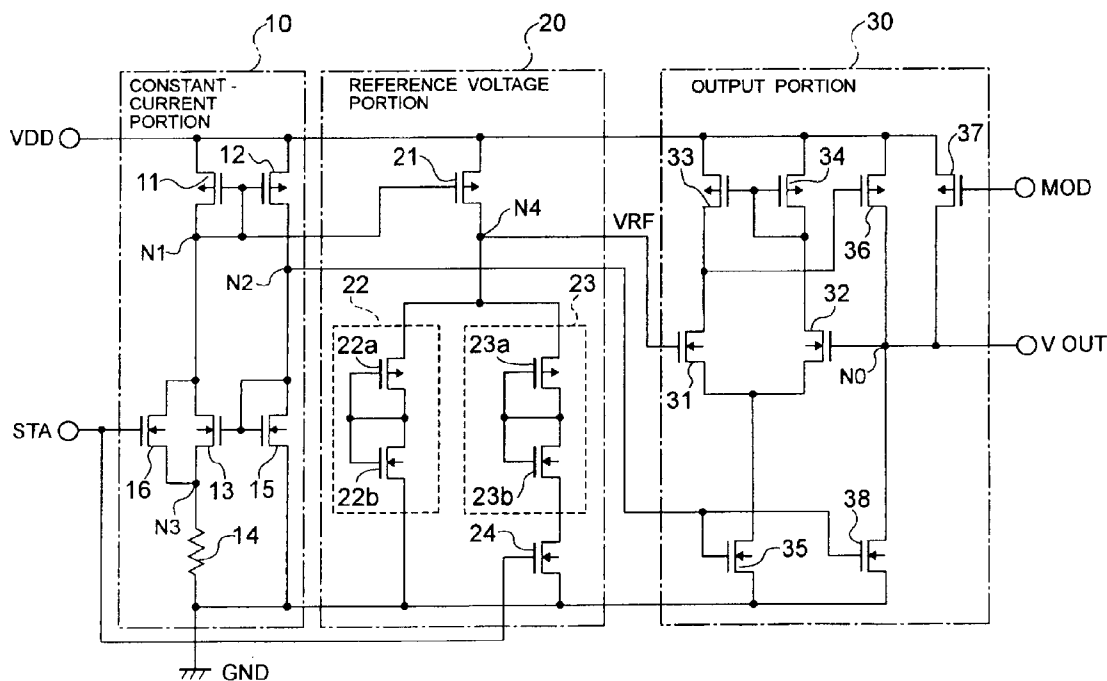 10
20
30
CONSTANT-
CURRENT
PORTION
REFERENCE VOLTAGE
PORTION
OUTPUT PORTION
VDD
11
12
21
33
34
37
MOD
36
N1
N4
VRF
N2
22
23
32
22a
23a
31
N0
V OUT
STA
16
13
15
22b
23b
N3
14
24
35
38
GND